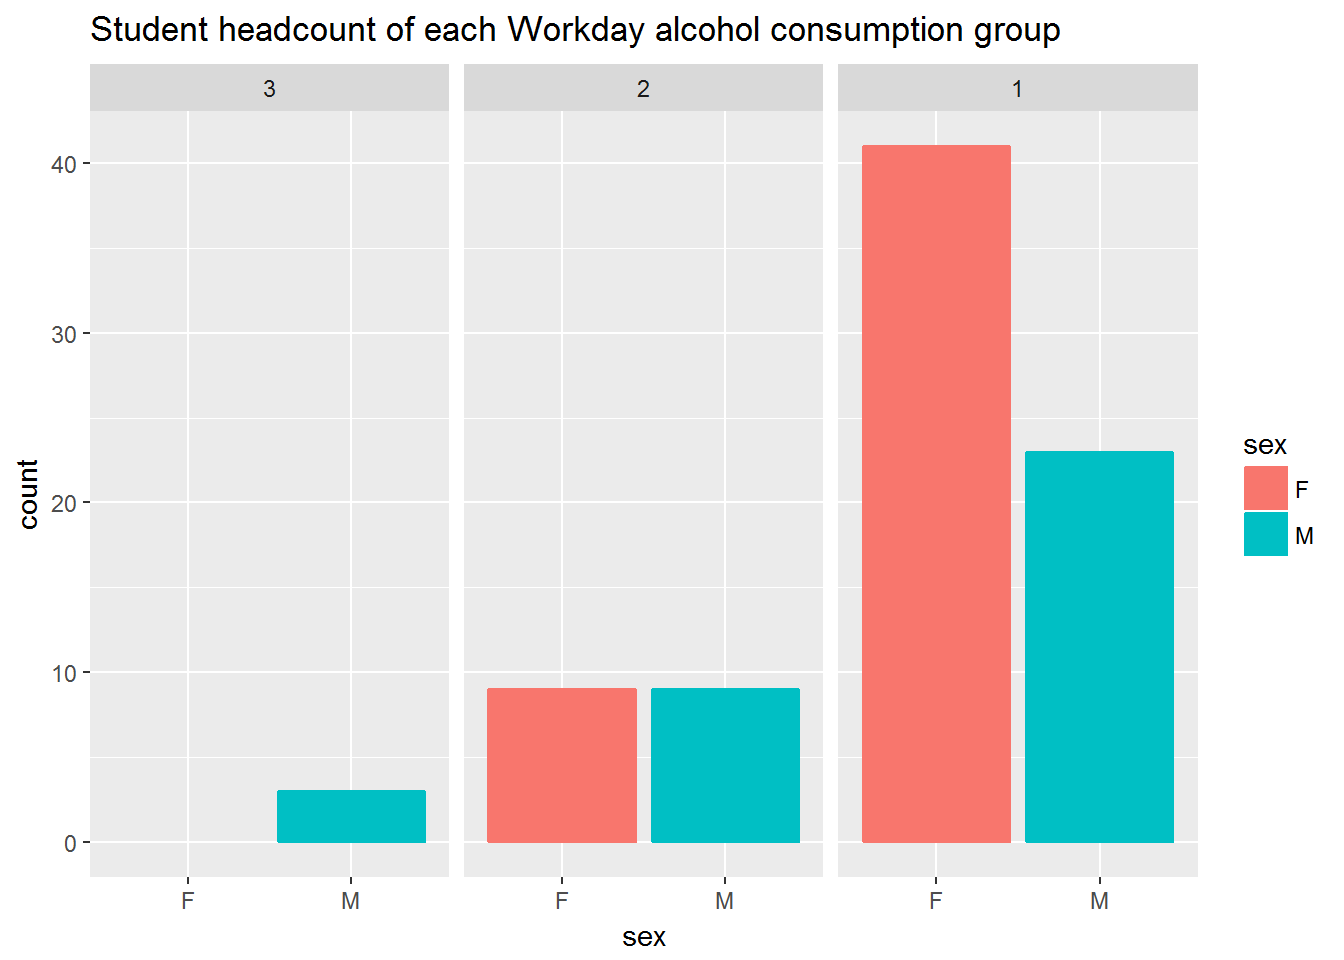 Student headcount of each Workday alcohol consumption group
3 2 1
40
30
20
10
0
count
F M F M F M
sex
sex
F
M